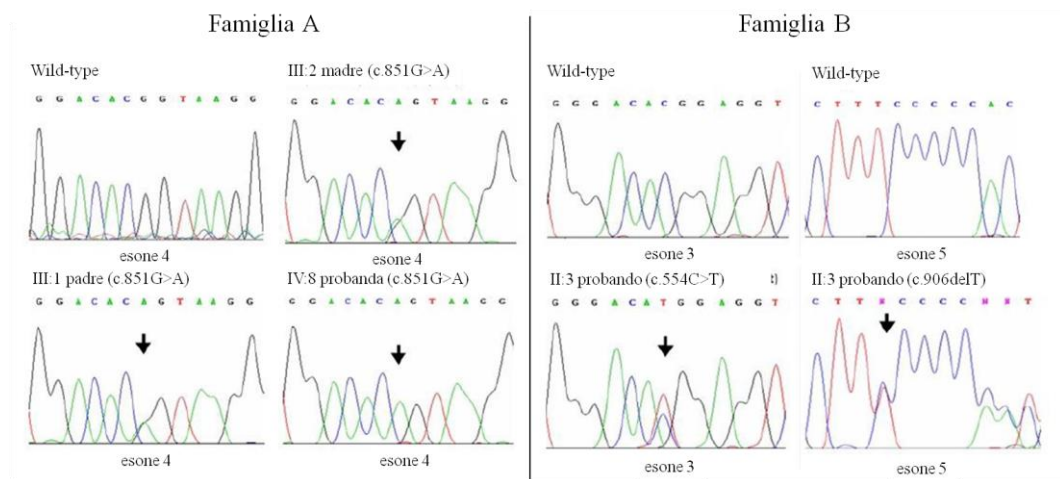 Famiglia A
Wild-type
G G A C A C G G T A A G G
esone 4
III:2 madre (c.851G>A)
G G A C A C A G T A A G G
esone 4
III:1 padre (c.851G>A)
G G A C A C A G T A A G G
esone 4
IV:8 probanda (c.851G>A)
G G A C A C A G T A A G G
esone 4
Famiglia B
Wild-type
G G G A C A C G G A G G T
esone 3
Wild-type
C T T T C C C C C A C
esone 5
II:3 probando (c.554C>T)
G G G A C A T G G A G G T
esone 3
II:3 probando (c.906delT)
C T T N C C C C N N T
esone 5